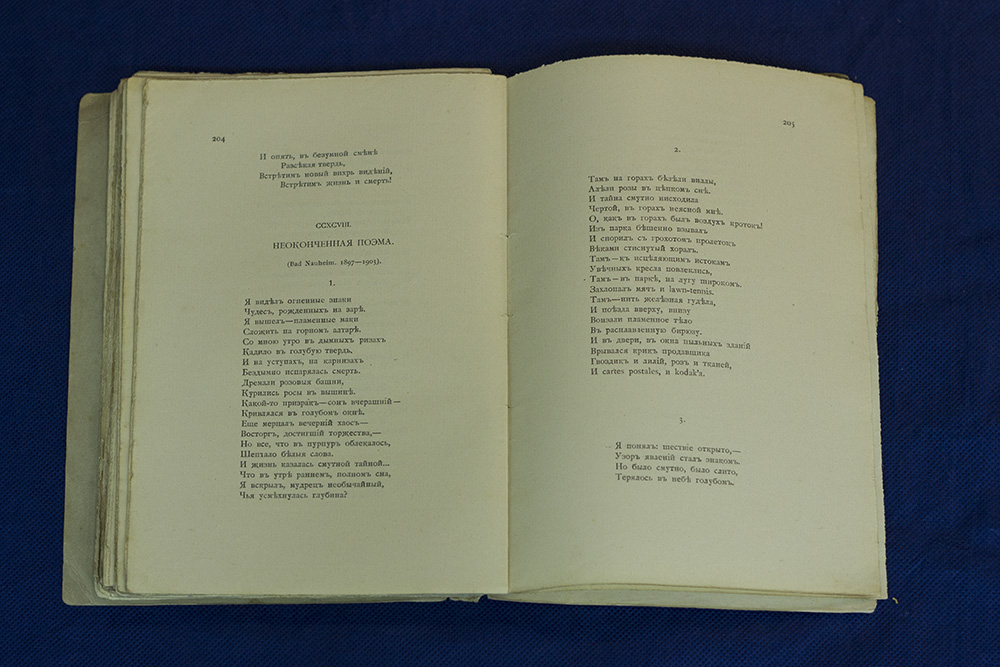 204
И опять, въ безумной смѣнѣ
Разсѣкая твердь,
Встрѣтимъ новый вихрь видѣній,
Встрѣтимъ жизнь и смерть!
CCXCVIII.
НЕОКОНЧЕННАЯ ПОЭМА.
(Bad Nauheim. 1897—1903).
1.
Я видѣлъ огненные знаки
Чудесъ, рожденныхъ на зарѣ.
Я вышелъ—пламенные маки
Сложить на горномъ алтарѣ.
Со мною утро въ дымныхъ ризахъ
Кадило въ голубую твердь,
И на уступахъ, на карнизахъ
Бездымно испарялась смерть.
Дремали розовыя башни,
Курились росы въ вышинѣ.
Какой-то призракъ—сонъ вчерашній—
Кривлялся въ голубомъ окнѣ.
Еще мерцалъ вечерній хаосъ—
Восторгъ, достигшій торжества,—
Но все, что въ пурпуръ облекалось,
Шептало бѣлыя слова.
И жизнь казалась смутной тайной...
Что въ утрѣ раннемъ, полномъ сна,
Я вскрылъ, мудрецъ необычайный,
Чья усмѣхнулась глубина?
205
2.
Тамъ на горахъ бѣлѣли виллы,
Алѣли розы въ цѣпкомъ снѣ.
И тайна смутно нисходила
Чертой, въ горахъ неясной мнѣ.
О, какъ въ горахъ былъ воздухъ кротокъ!
Изъ парка бѣшенно взывалъ
И спорилъ съ грохотомъ пролетокъ
Вѣками стиснутый хоралъ.
Тамъ—къ исцѣляющимъ истокамъ
Увѣчныхъ кресла повлеклись,
Тамъ—въ паркѣ, на лугу широкомъ,
Захлопалъ мячъ и lawn-tennis.
Тамъ—нить желѣзная гудѣла,
И поѣзда вверху, внизу
Вонзали пламенное тѣло
Въ расплавленную бирюзу.
И въ двери, въ окна пыльныхъ зданій
Врывался крикъ продавщика
Гвоздикъ и лилій, розъ и тканей,
И cartes postales, и kodak'a.
3.
Я понялъ: шествіе открыто,—
Узоръ явленій сталъ знакомъ.
Но было смутно, было слито,
Терялось въ небѣ голубомъ.